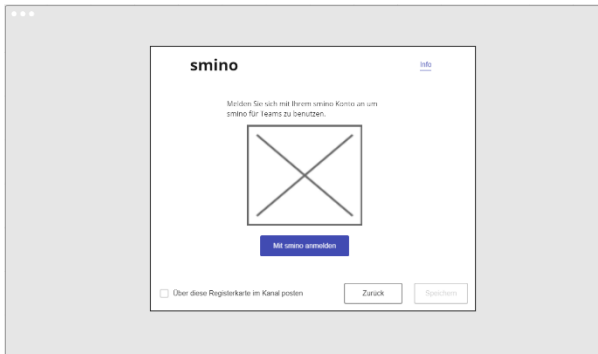 smino
Info
Melden Sie sich mit Ihrem smino Konto an um
smino für Teams zu benutzen.
Mit smino anmelden
Über diese Registerkarte im Kanal posten
Zurück
Speichern